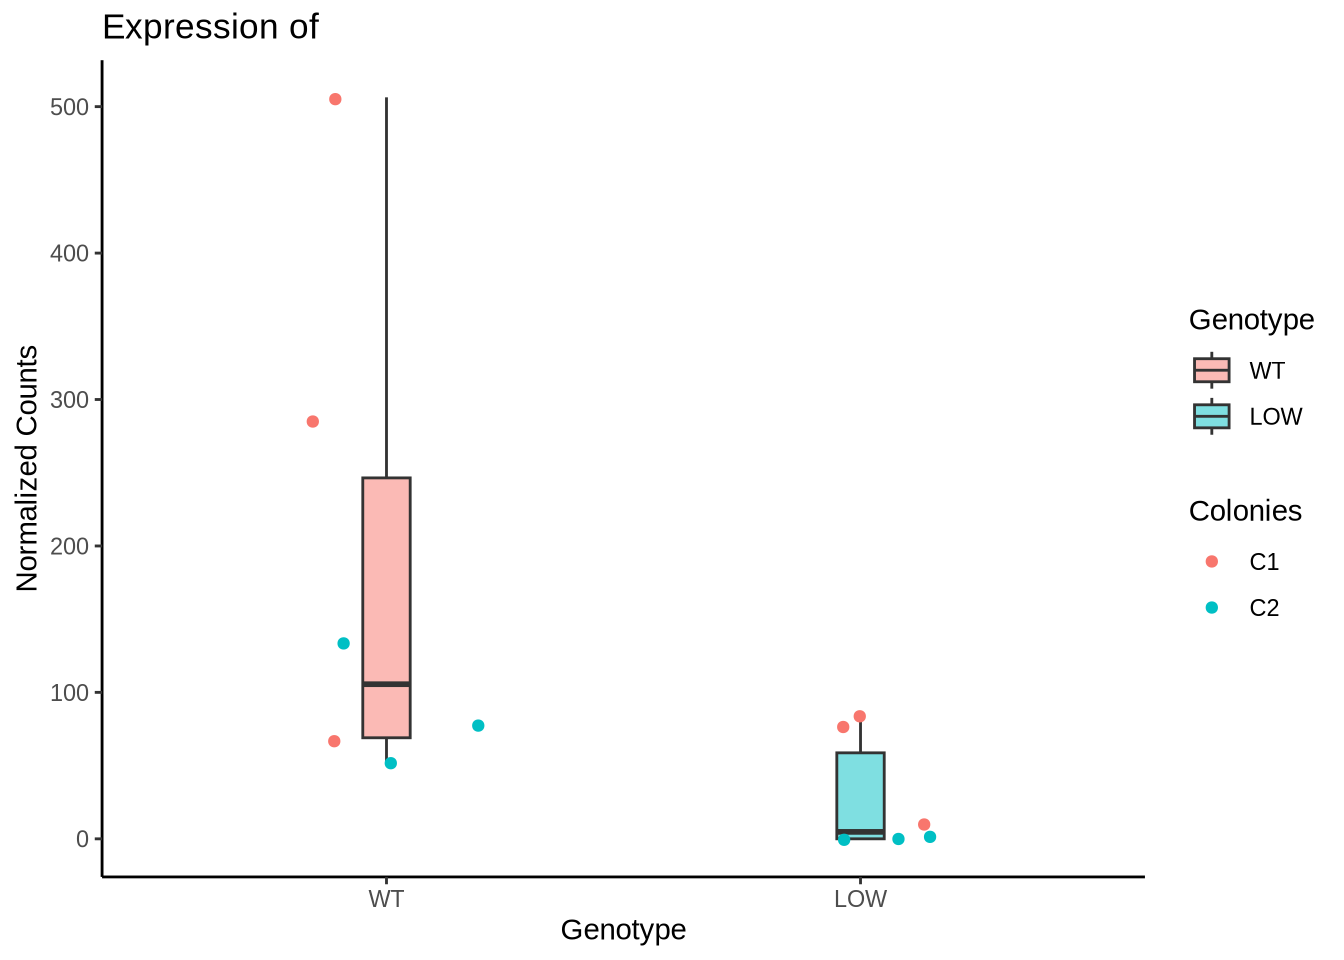 Expression of
500
400
300
200
100
0
Normalized Counts
WT
LOW
Genotype
Genotype
WT
LOW
Colonies
C1
C2